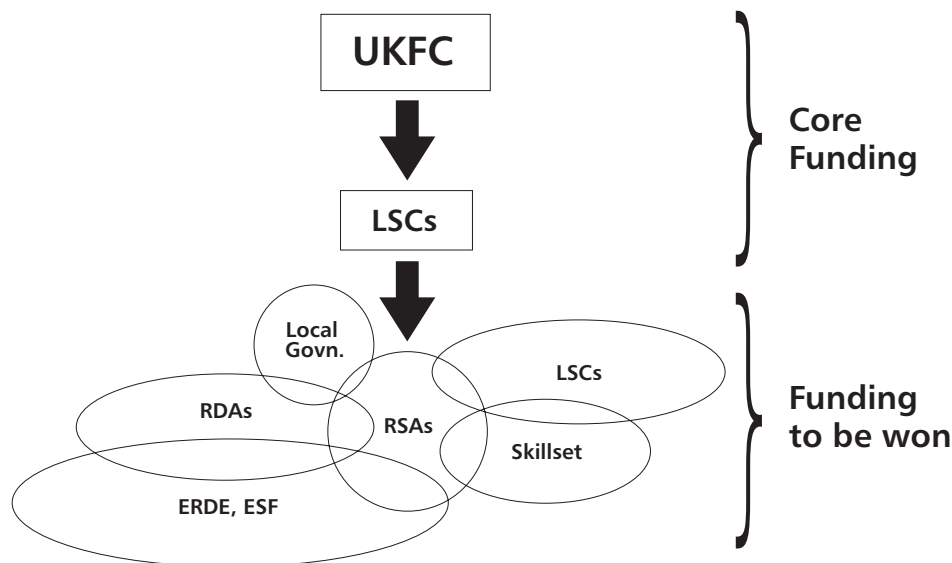 UKFC
Core
Funding
LSCs
Local
Govn.
LSCs
RDAs
RSAs
Funding
to be won
Skillset
ERDE, ESF